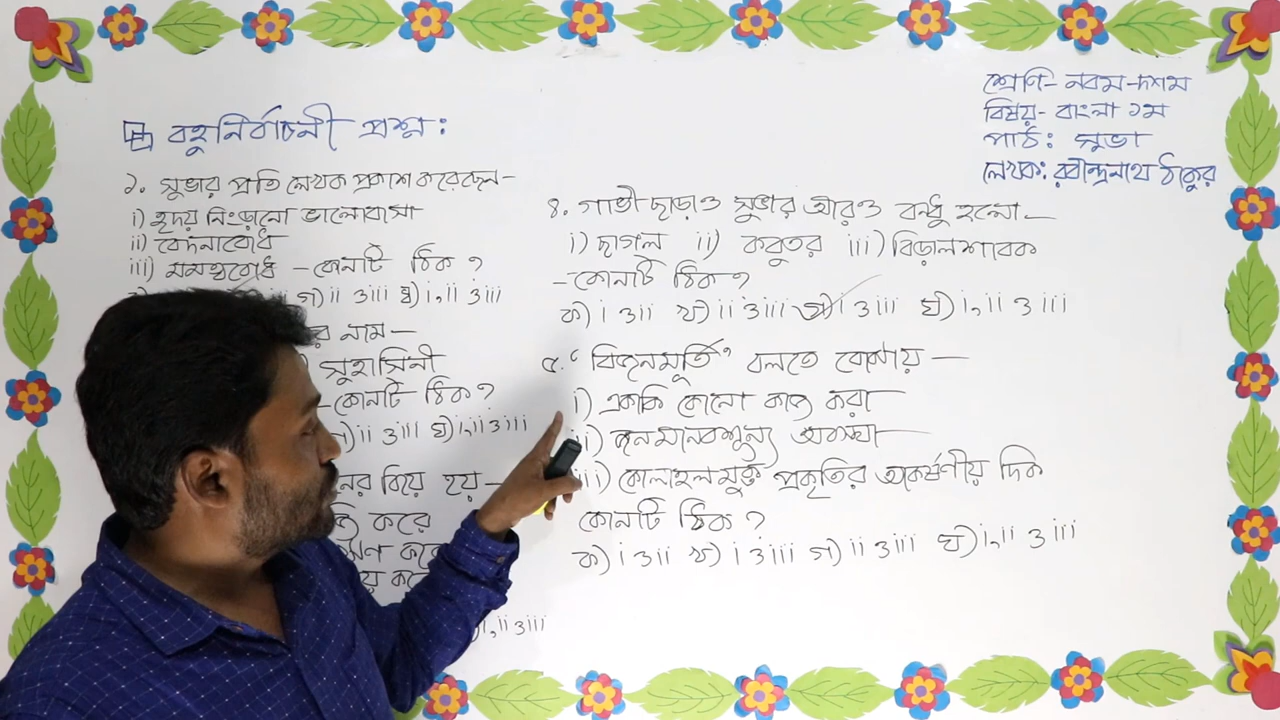 শ্রেণি- নবম-দশম
বিষয়- বাংলা ১ম
পাঠ: সুভা
লেখক: রবীন্দ্রনাথ ঠাকুর
বহুনির্বাচনী প্রশ্ন:
১. সুভার প্রতি লেখক প্রকাশ করেছেন-
i) হৃদয় নিংড়ানো ভালোবাসা
ii) বেদনাবোধ
iii) মমত্ববোধ - কোনটি ঠিক ?
গ) ii ও iii ঘ) i, ii ও iii
নাম -
সুহাসিনী
- কোনটি ঠিক ?
ii ও iii ঘ) i, ii ও iii
বিয়ে হয় -
করে
i, ii ও iii
৪. গাভী ছাড়াও সুভার আরও বন্ধু হলো -
i) ছাগল ii) কবুতর iii) বিড়ালশাবক
- কোনটি ঠিক ?
ক) i ও ii খ) ii ও iii গ) i ও iii ঘ) i, ii ও iii
৫. 'বিজনমূর্তি' বলতে বোঝায় -
i) একাকি কোনো কাজ করা
ii) জনমানবশূন্য অবস্থা
iii) কোলাহল মুক্ত প্রকৃতির আকর্ষণীয় দিক
কোনটি ঠিক ?
ক) i ও ii খ) i ও iii গ) ii ও iii ঘ) i, ii ও iii